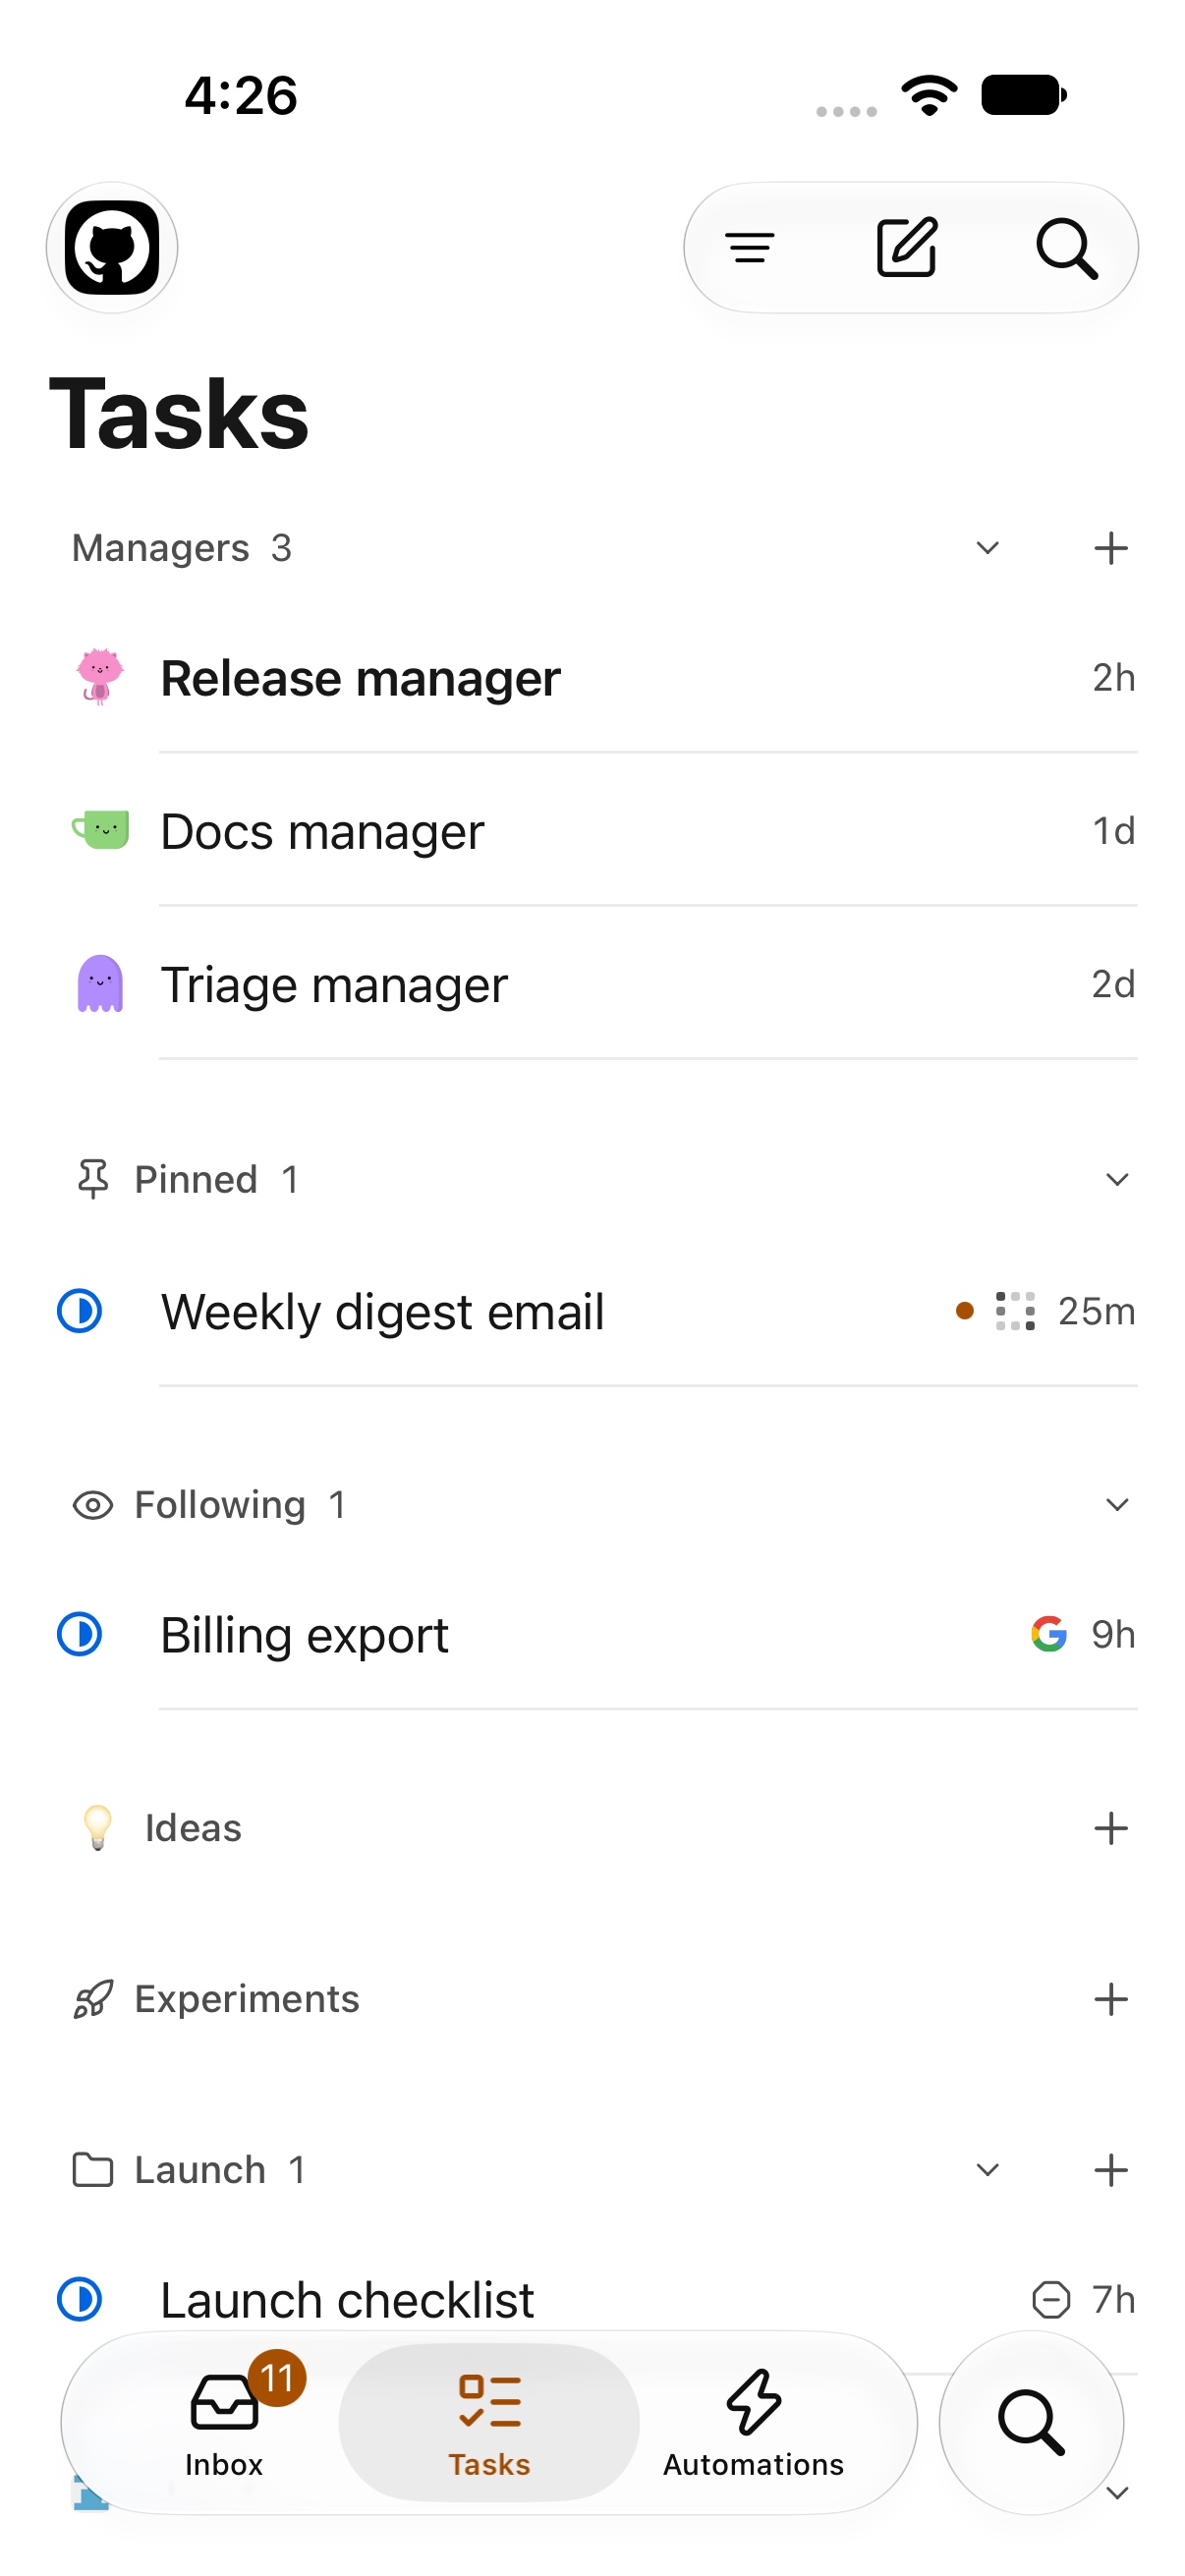 4:26
Tasks
Managers 3
Release manager 2h
Docs manager 1d
Triage manager 2d
Pinned 1
Weekly digest email 25m
Following 1
Billing export 9h
Ideas
Experiments
Launch 1
Launch checklist 7h
11
Inbox Tasks Automations